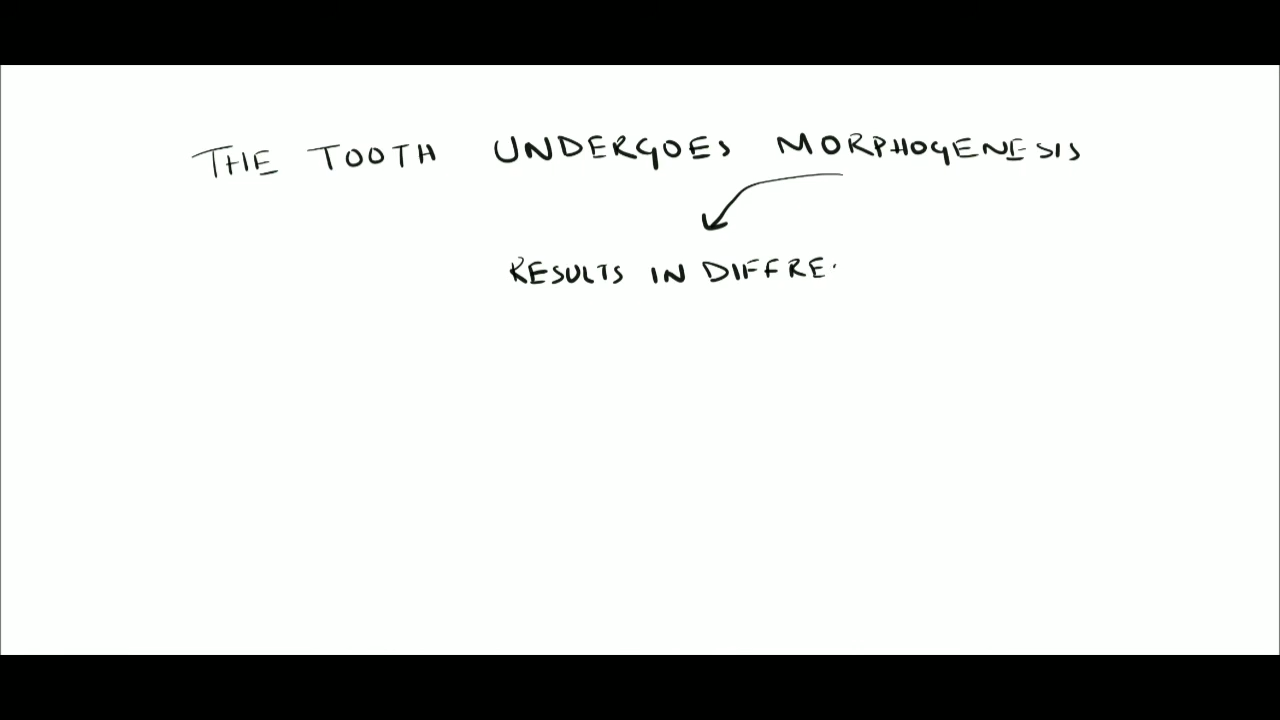 THE TOOTH UNDERGOES MORPHOGENESIS
RESULTS IN DIFFRE